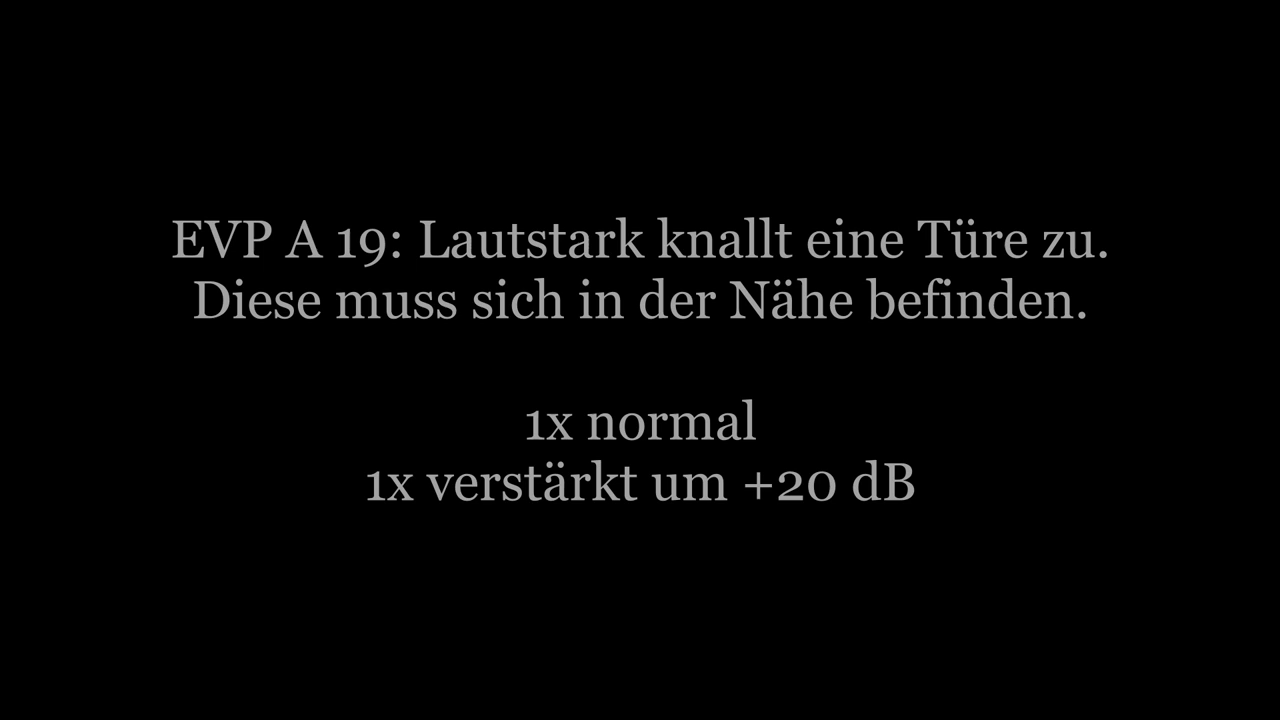 EVP A 19: Lautstark knallt eine Türe zu.
Diese muss sich in der Nähe befinden.
1x normal
1x verstärkt um +20 dB